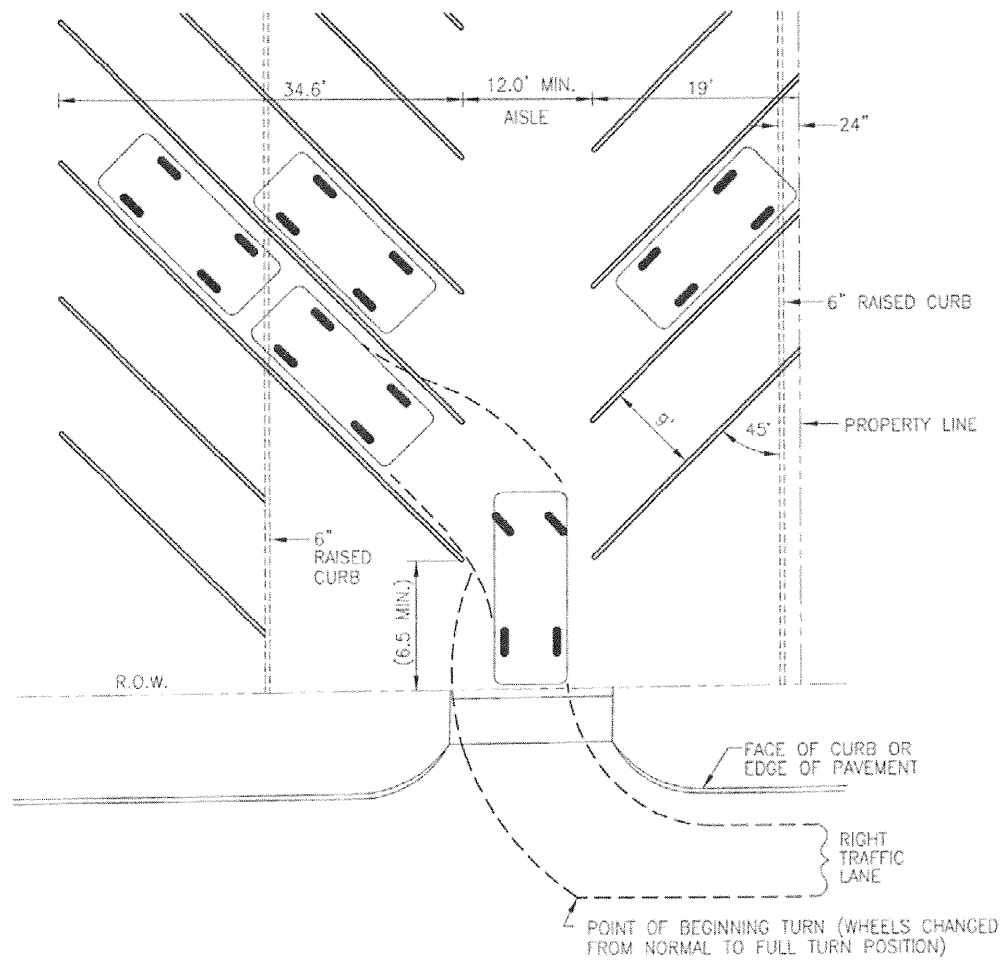 34.6'
12.0' MIN.
AISLE
19'
24"
6" RAISED CURB
9'
45°
PROPERTY LINE
6"
RAISED
CURB
(6.5 MIN.)
R.O.W.
FACE OF CURB OR
EDGE OF PAVEMENT
RIGHT
TRAFFIC
LANE
POINT OF BEGINNING TURN (WHEELS CHANGED
FROM NORMAL TO FULL TURN POSITION)